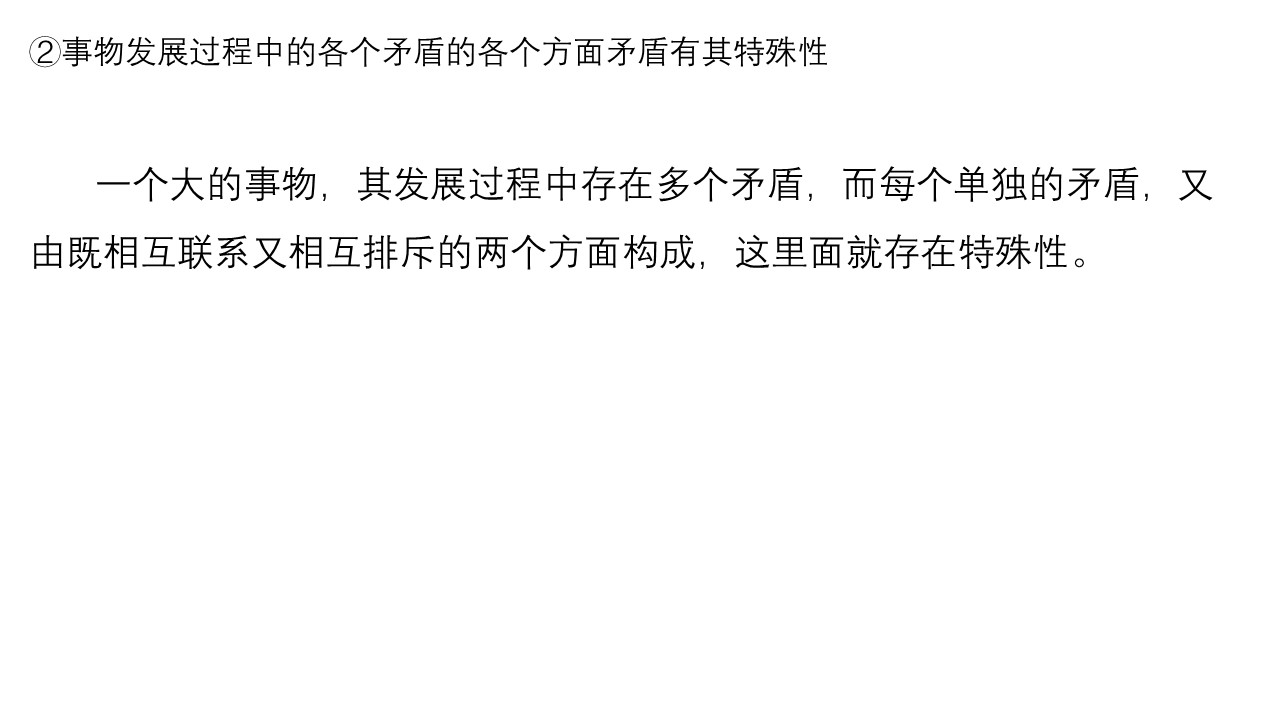 ②事物发展过程中的各个矛盾的各个方面矛盾有其特殊性
一个大的事物，其发展过程中存在多个矛盾，而每个单独的矛盾，又
由既相互联系又相互排斥的两个方面构成，这里面就存在特殊性。